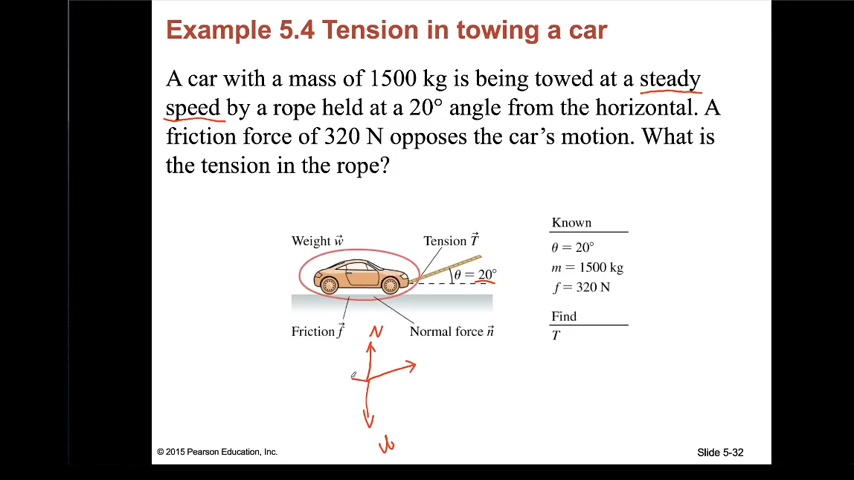 Example 5.4 Tension in towing a car
A car with a mass of 1500 kg is being towed at a steady
speed by a rope held at a 20° angle from the horizontal. A
friction force of 320 N opposes the car's motion. What is
the tension in the rope?
Weight w⃗
Tension T⃗
θ = 20°
Friction f⃗
Normal force n⃗
Known
θ = 20°
m = 1500 kg
f = 320 N
Find
T
N
W
© 2015 Pearson Education, Inc.
Slide 5-32